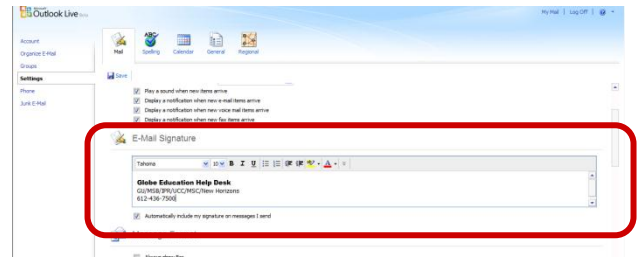 Outlook Live Beta
My Mail | Log Off |
Account
Organize E-Mail
Groups
Settings
Phone
Junk E-Mail
Mail Spelling Calendar General Regional
Save
Play a sound when new items arrive
Display a notification when new e-mail items arrive
Display a notification when new voice mail items arrive
Display a notification when new fax items arrive
E-Mail Signature
Tahoma 10 B I U
Globe Education Help Desk
GU/MSB/IPR/UCC/MSC/New Horizons
612-436-7500
Automatically include my signature on messages I send